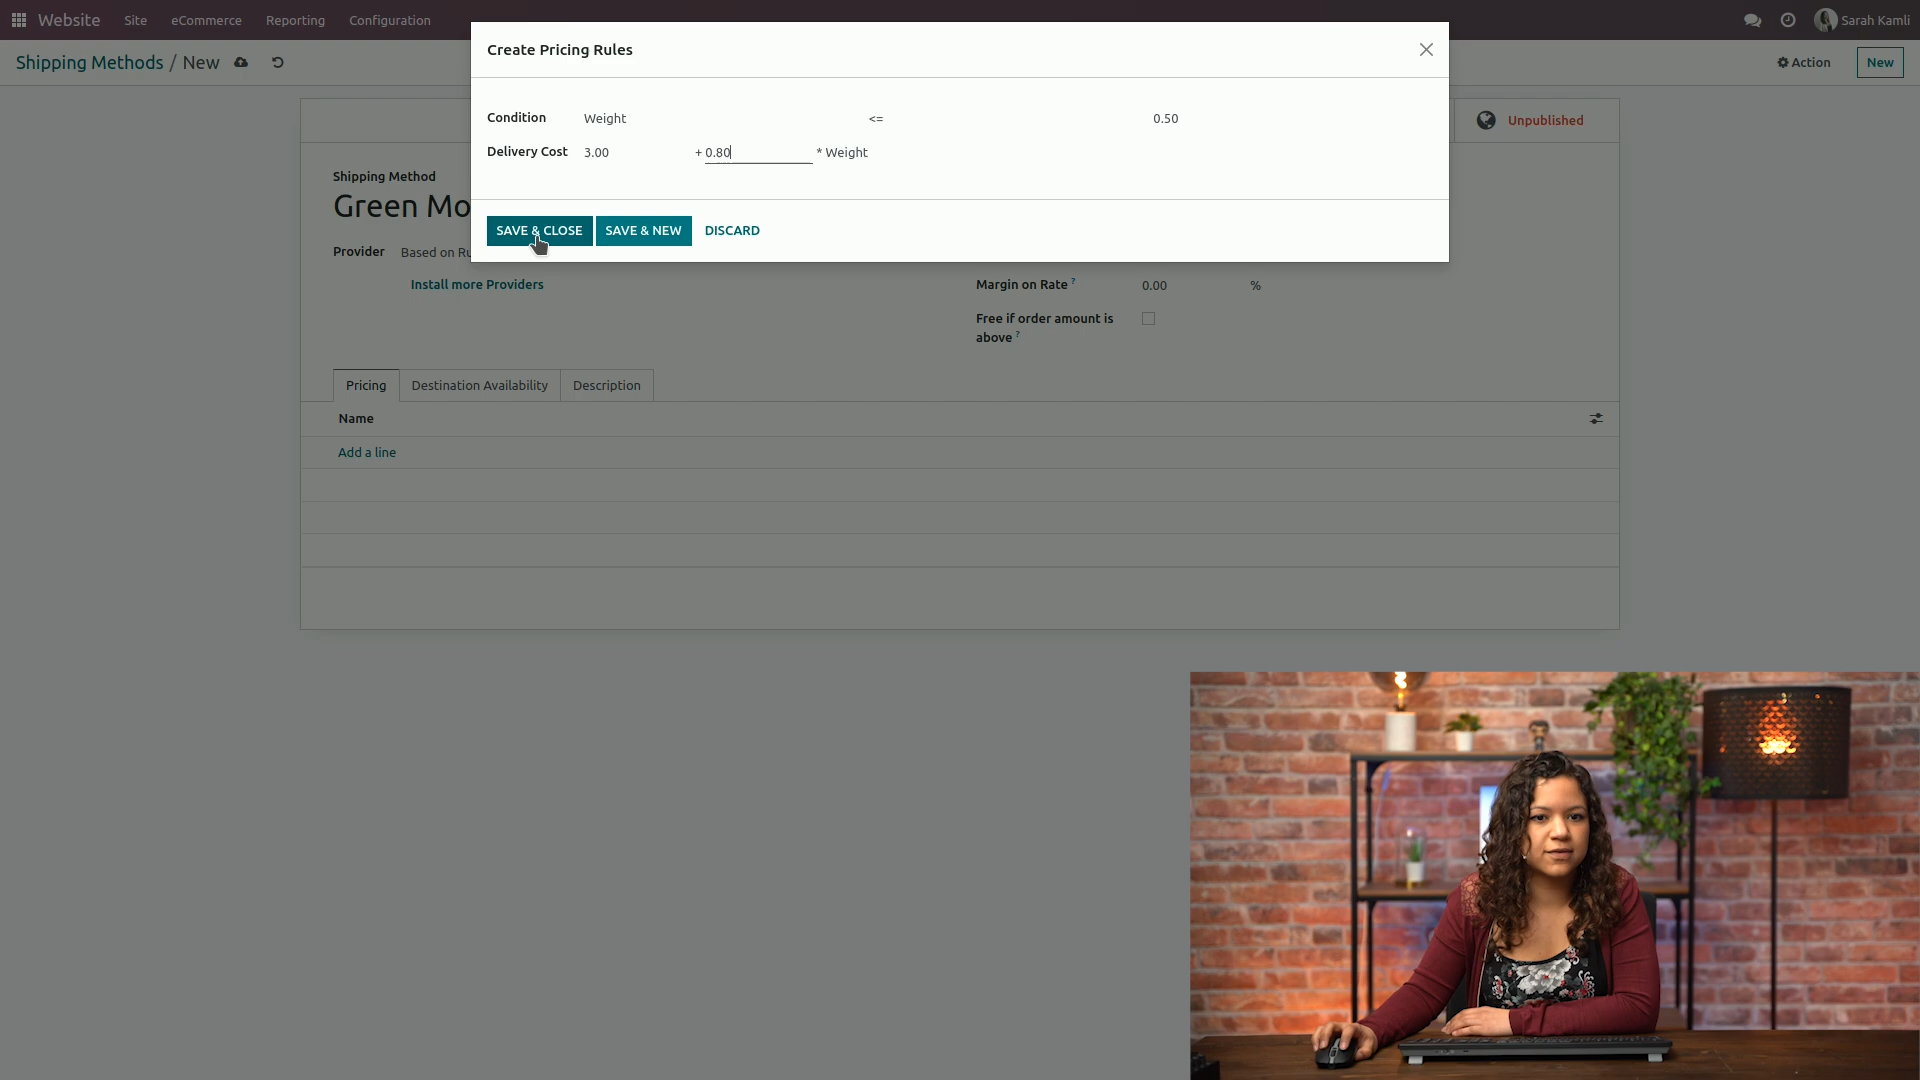 Website Site eCommerce Reporting Configuration Sarah Kamli
Shipping Methods / New Action New
Create Pricing Rules
Condition Weight <= 0.50
Delivery Cost 3.00 + 0.80 * Weight
SAVE & CLOSE SAVE & NEW DISCARD
Unpublished
Shipping Method
Green Mo
Provider Based on Ru
Install more Providers
Margin on Rate ? 0.00 %
Free if order amount is
above ?
Pricing Destination Availability Description
Name
Add a line